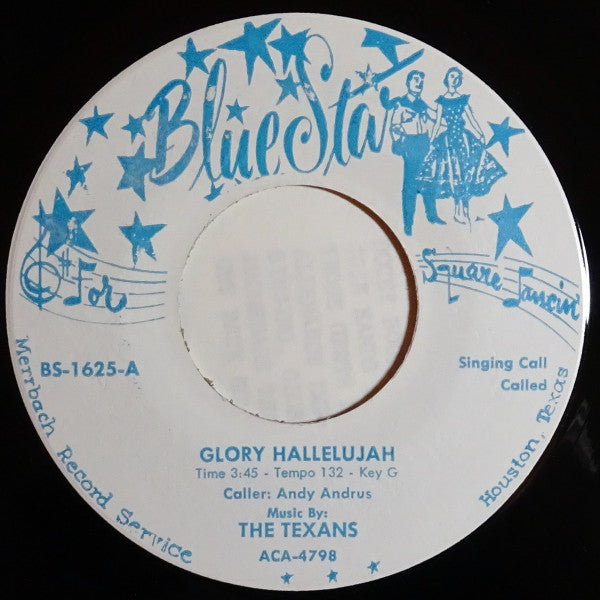 Blue Star
For Square Dancin'
BS-1625-A
Singing Call
Called
Merrbach Record Service
Houston, Texas
GLORY HALLELUJAH
Time 3:45 - Tempo 132 - Key G
Caller: Andy Andrus
Music By:
THE TEXANS
ACA-4798